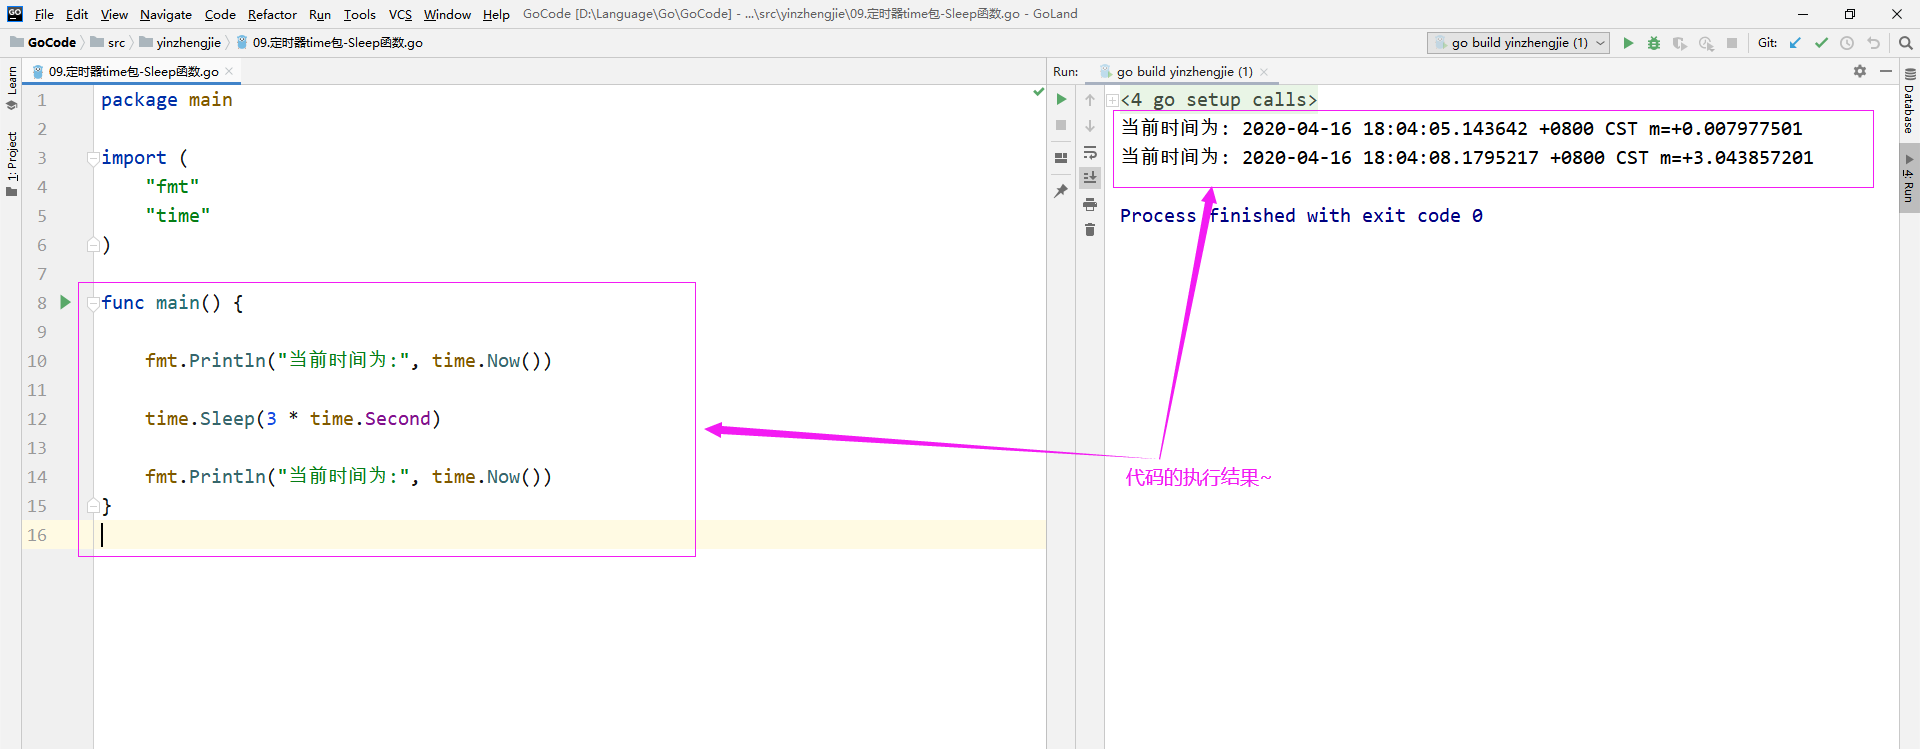 GO File Edit View Navigate Code Refactor Run Tools VCS Window Help GoCode [D:\Language\Go\GoCode] - ...\src\yinzhengjie\09.定时器time包-Sleep函数.go - GoLand
GoCode src yinzhengjie 09.定时器time包-Sleep函数.go go build yinzhengjie (1) Git:
Learn
1: Project
09.定时器time包-Sleep函数.go
1 package main
2
3 import (
4 "fmt"
5 "time"
6 )
7
8 func main() {
9
10 fmt.Println("当前时间为:", time.Now())
11
12 time.Sleep(3 * time.Second)
13
14 fmt.Println("当前时间为:", time.Now())
15 }
16
Run: go build yinzhengjie (1)
<4 go setup calls>
当前时间为: 2020-04-16 18:04:05.143642 +0800 CST m=+0.007977501
当前时间为: 2020-04-16 18:04:08.1795217 +0800 CST m=+3.043857201
Process finished with exit code 0
代码的执行结果~
Database
4: Run